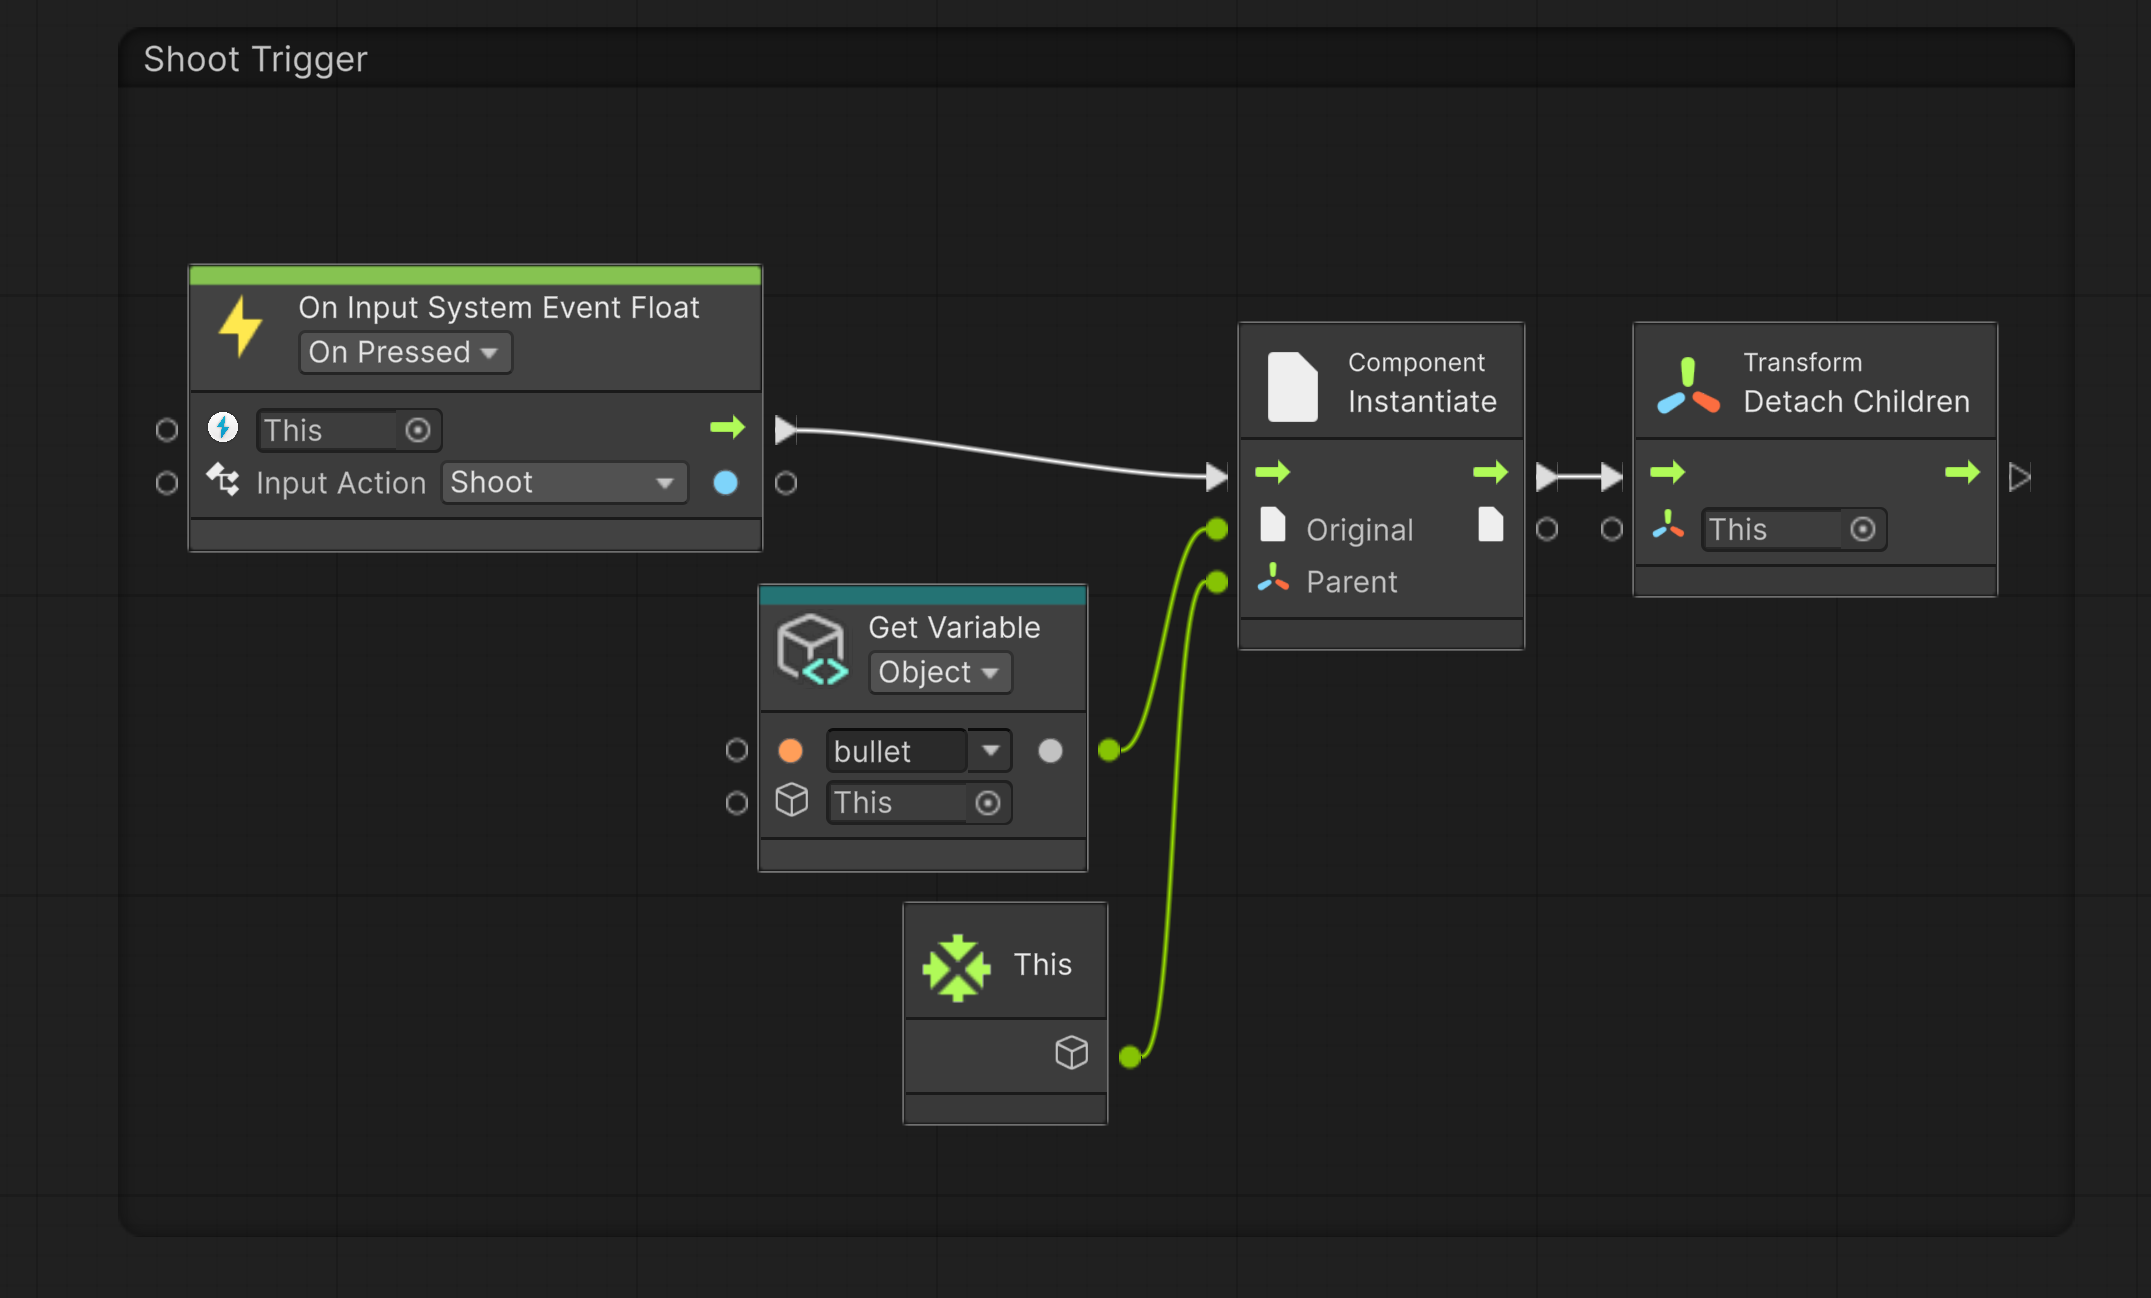 Shoot Trigger
On Input System Event Float
On Pressed
This
Input Action Shoot
Component
Instantiate
Original
Parent
Transform
Detach Children
This
Get Variable
Object
bullet
This
This